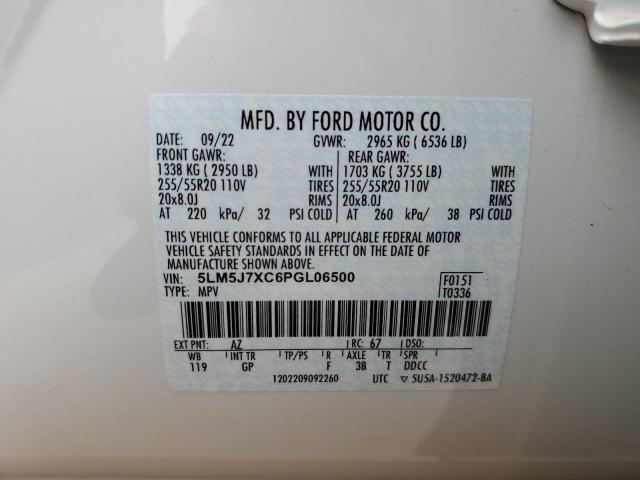 MFD. BY FORD MOTOR CO.
DATE: 09/22 GVWR: 2965 KG ( 6536 LB)
FRONT GAWR: REAR GAWR:
1338 KG ( 2950 LB) WITH 1703 KG ( 3755 LB) WITH
255/55R20 110V TIRES 255/55R20 110V TIRES
20x8.0J RIMS 20x8.0J RIMS
AT 220 kPa/ 32 PSI COLD AT 260 kPa/ 38 PSI COLD
THIS VEHICLE CONFORMS TO ALL APPLICABLE FEDERAL MOTOR
VEHICLE SAFETY STANDARDS IN EFFECT ON THE DATE OF
MANUFACTURE SHOWN ABOVE.
VIN: 5LM5J7XC6PGL06500 F0151
TYPE: MPV T0336
EXT PNT: AZ RC: 67 DSO:
WB INT TR TP/PS R AXLE TR SPR
119 GP F 3B T DDCC
1202209092260 UTC ▽ 5U5A-1520472-BA